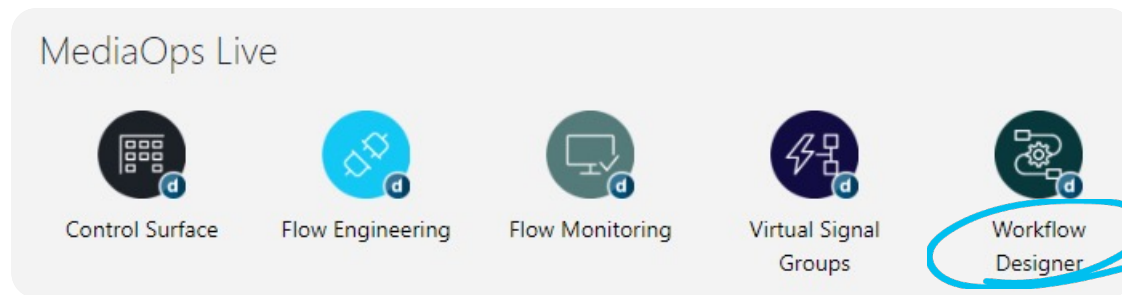 MediaOps Live
d
d
d
d
d
Control Surface
Flow Engineering
Flow Monitoring
Virtual Signal
Groups
Workflow
Designer